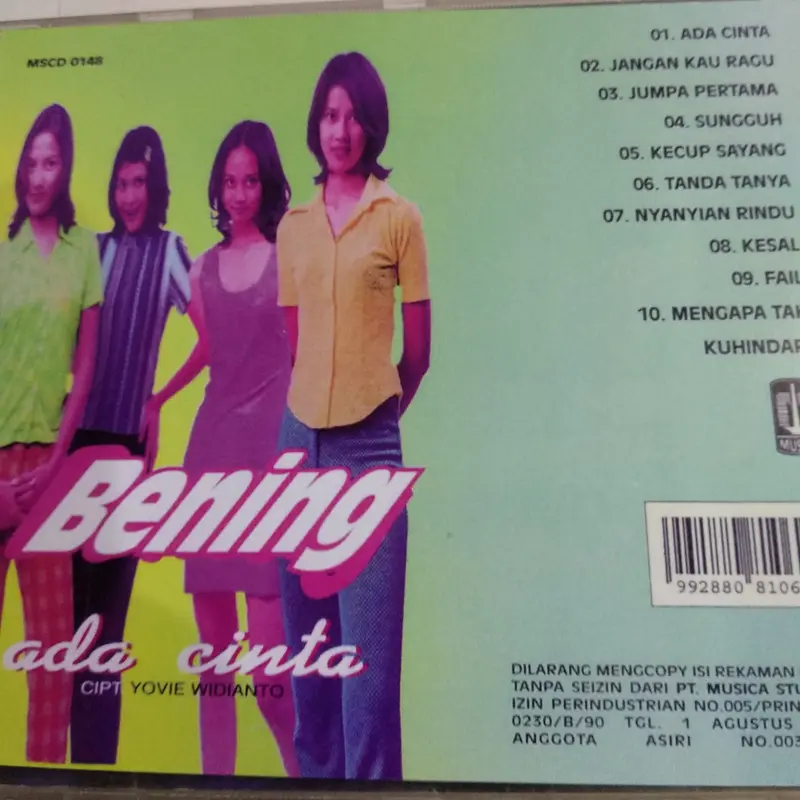 MSCD 0148
01. ADA CINTA
02. JANGAN KAU RAGU
03. JUMPA PERTAMA
04. SUNGGUH
05. KECUP SAYANG
06. TANDA TANYA
07. NYANYIAN RINDU
08. KESAL
09. FAIL
10. MENGAPA TAK
KUHINDAR
Bening
ada cinta
CIPT YOVIE WIDIANTO
992880 8106
DILARANG MENGCOPY ISI REKAMAN
TANPA SEIZIN DARI PT. MUSICA STU
IZIN PERINDUSTRIAN NO.005/PRIN
0230/B/90 TGL. 1 AGUSTUS
ANGGOTA ASIRI NO.003